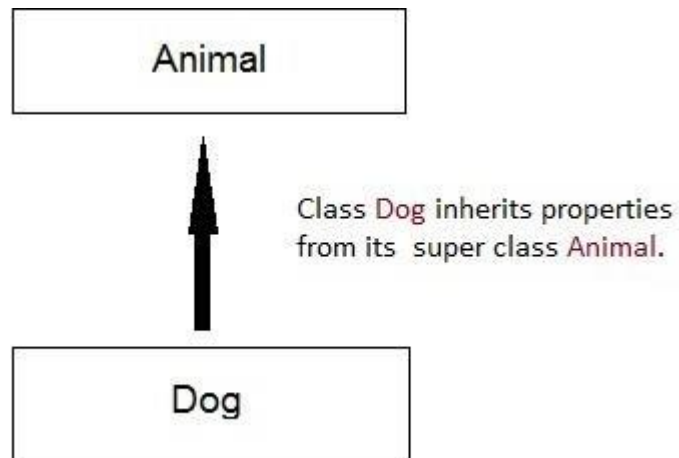 Animal
Class Dog inherits properties
from its super class Animal.
Dog